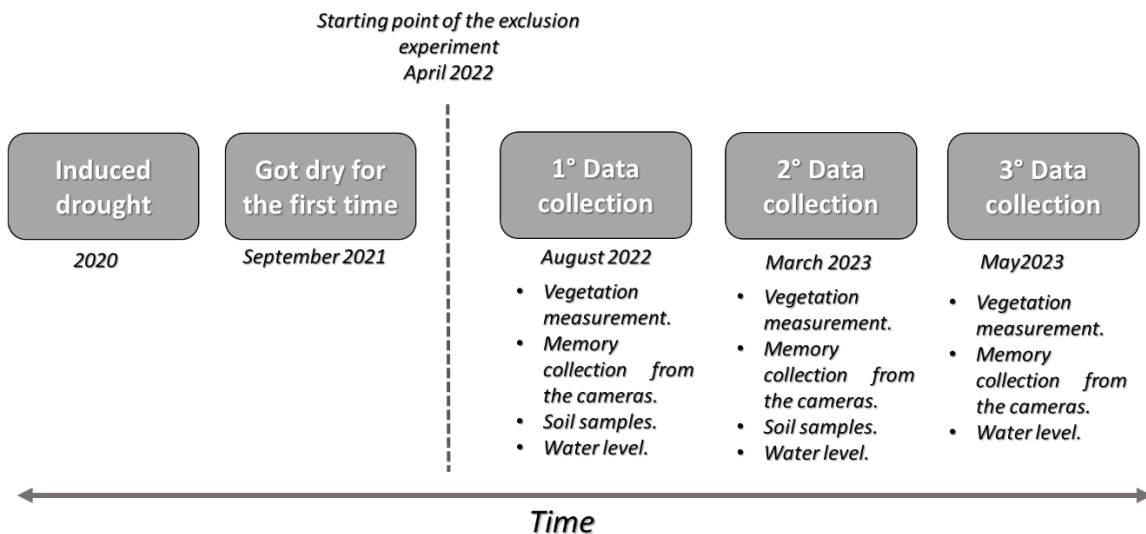 Starting point of the exclusion
experiment
April 2022
Induced
drought
2020
Got dry for
the first time
September 2021
1° Data
collection
August 2022
• Vegetation
measurement.
• Memory
collection from
the cameras.
• Soil samples.
• Water level.
2° Data
collection
March 2023
• Vegetation
measurement.
• Memory
collection from
the cameras.
• Soil samples.
• Water level.
3° Data
collection
May2023
• Vegetation
measurement.
• Memory
collection from
the cameras.
• Water level.
Time